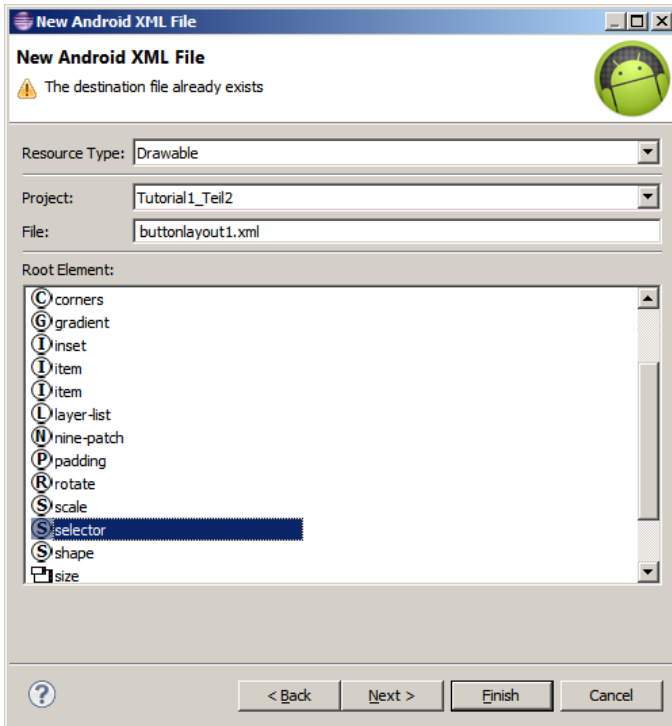 New Android XML File
New Android XML File
The destination file already exists
Resource Type: Drawable
Project: Tutorial1_Teil2
File: buttonlayout1.xml
Root Element:
C corners
G gradient
I inset
I item
I item
L layer-list
N nine-patch
P padding
R rotate
S scale
S selector
S shape
size
? < Back Next > Finish Cancel